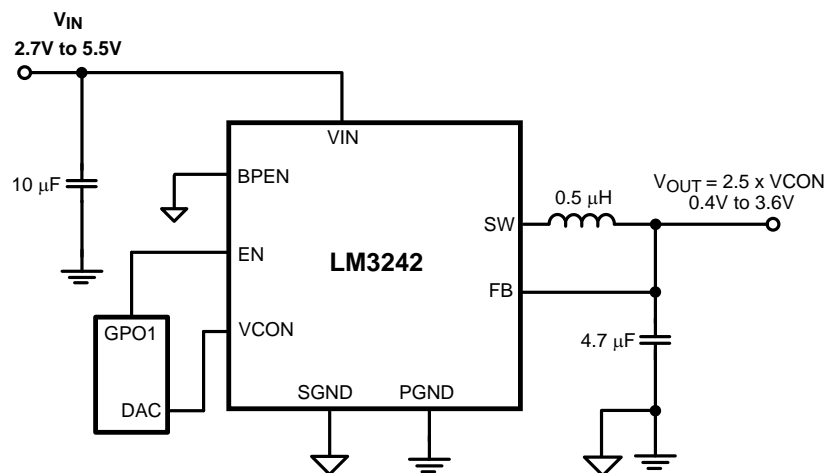 VIN
2.7V to 5.5V
VIN
10 μF
BPEN
VOUT = 2.5 x VCON
0.4V to 3.6V
0.5 μH
SW
EN
LM3242
FB
GPO1
VCON
4.7 μF
DAC
SGND
PGND